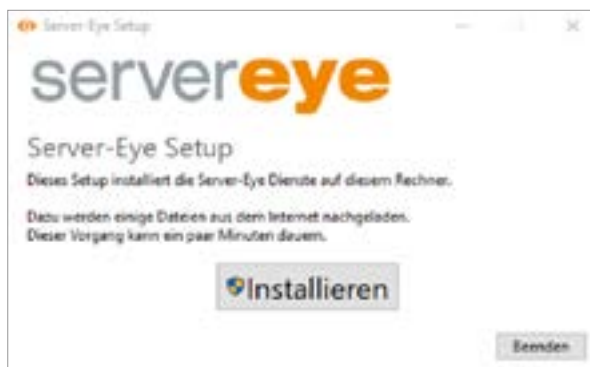 Server-Eye Setup
servereye
Server-Eye Setup
Dieses Setup installiert die Server-Eye Dienste auf diesem Rechner.
Dazu werden einige Dateien aus dem Internet nachgeladen.
Dieser Vorgang kann ein paar Minuten dauern.
Installieren
Beenden